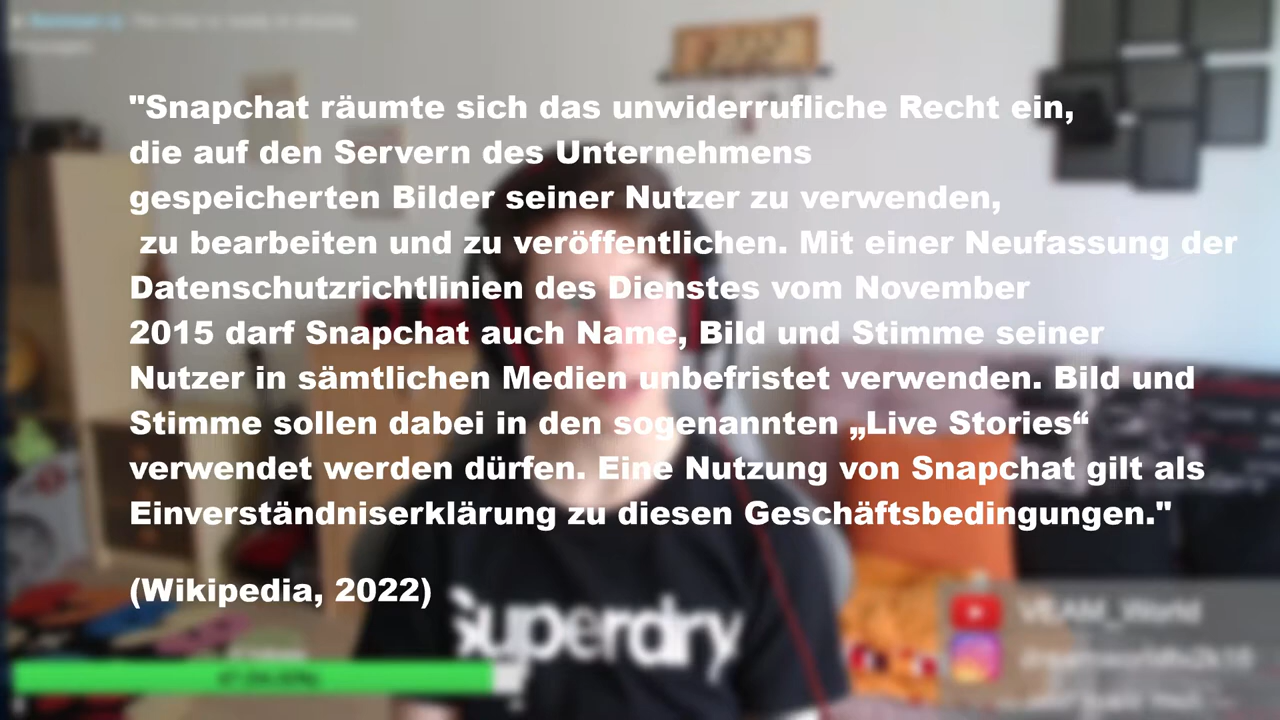 "Snapchat räumte sich das unwiderrufliche Recht ein,
die auf den Servern des Unternehmens
gespeicherten Bilder seiner Nutzer zu verwenden,
zu bearbeiten und zu veröffentlichen. Mit einer Neufassung der
Datenschutzrichtlinien des Dienstes vom November
2015 darf Snapchat auch Name, Bild und Stimme seiner
Nutzer in sämtlichen Medien unbefristet verwenden. Bild und
Stimme sollen dabei in den sogenannten „Live Stories“
verwendet werden dürfen. Eine Nutzung von Snapchat gilt als
Einverständniserklärung zu diesen Geschäftsbedingungen."
(Wikipedia, 2022)
Superdry
VEAM_World